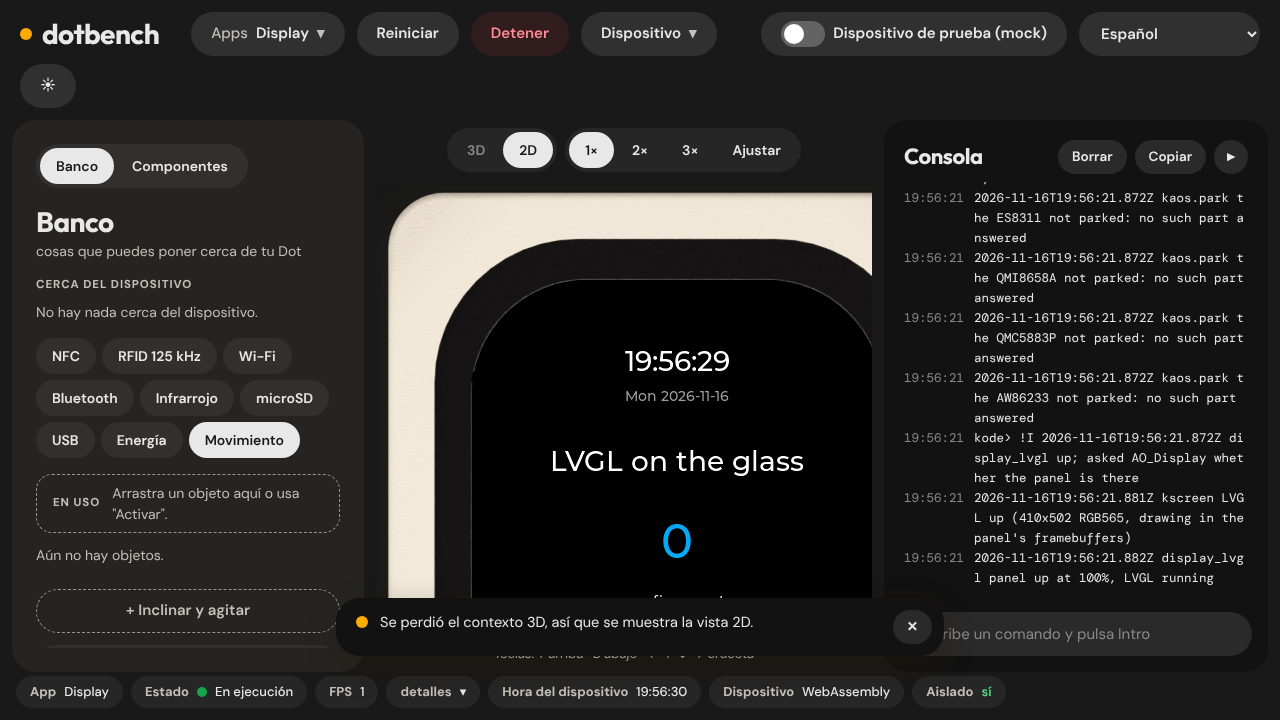 dotbench
Apps Display ▾
Reiniciar
Detener
Dispositivo ▾
Dispositivo de prueba (mock)
Español
Banco
Componentes
Banco
cosas que puedes poner cerca de tu Dot
CERCA DEL DISPOSITIVO
No hay nada cerca del dispositivo.
NFC
RFID 125 kHz
Wi-Fi
Bluetooth
Infrarrojo
microSD
USB
Energía
Movimiento
EN USO
Arrastra un objeto aquí o usa
"Activar".
Aún no hay objetos.
+ Inclinar y agitar
3D
2D
1×
2×
3×
Ajustar
19:56:29
Mon 2026-11-16
LVGL on the glass
0
Consola
Borrar
Copiar
19:56:21 2026-11-16T19:56:21.872Z kaos.park t
he ES8311 not parked: no such part a
nswered
19:56:21 2026-11-16T19:56:21.872Z kaos.park t
he QMI8658A not parked: no such part
answered
19:56:21 2026-11-16T19:56:21.872Z kaos.park t
he QMC5883P not parked: no such part
answered
19:56:21 2026-11-16T19:56:21.872Z kaos.park t
he AW86233 not parked: no such part
answered
19:56:21 kode> !I 2026-11-16T19:56:21.872Z di
splay_lvgl up; asked AO_Display whet
her the panel is there
19:56:21 2026-11-16T19:56:21.881Z kscreen LVG
L up (410x502 RGB565, drawing in the
panel's framebuffers)
19:56:21 2026-11-16T19:56:21.882Z display_lvg
l panel up at 100%, LVGL running
ribe un comando y pulsa Intro
Se perdió el contexto 3D, así que se muestra la vista 2D.
×
App Display
Estado En ejecución
FPS 1
detalles ▾
Hora del dispositivo 19:56:30
Dispositivo WebAssembly
Aislado sí